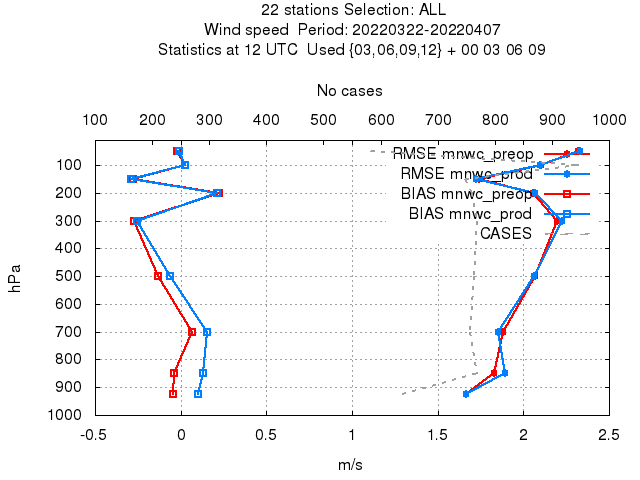 22 stations Selection: ALL
Wind speed  Period: 20220322-20220407
Statistics at 12 UTC  Used {03,06,09,12} + 00 03 06 09
No cases
100 200 300 400 500 600 700 800 900 1000
RMSE mnwc_preop
RMSE mnwc_prod
BIAS mnwc_preop
BIAS mnwc_prod
CASES
hPa
100
200
300
400
500
600
700
800
900
1000
-0.5 0 0.5 1 1.5 2 2.5
m/s